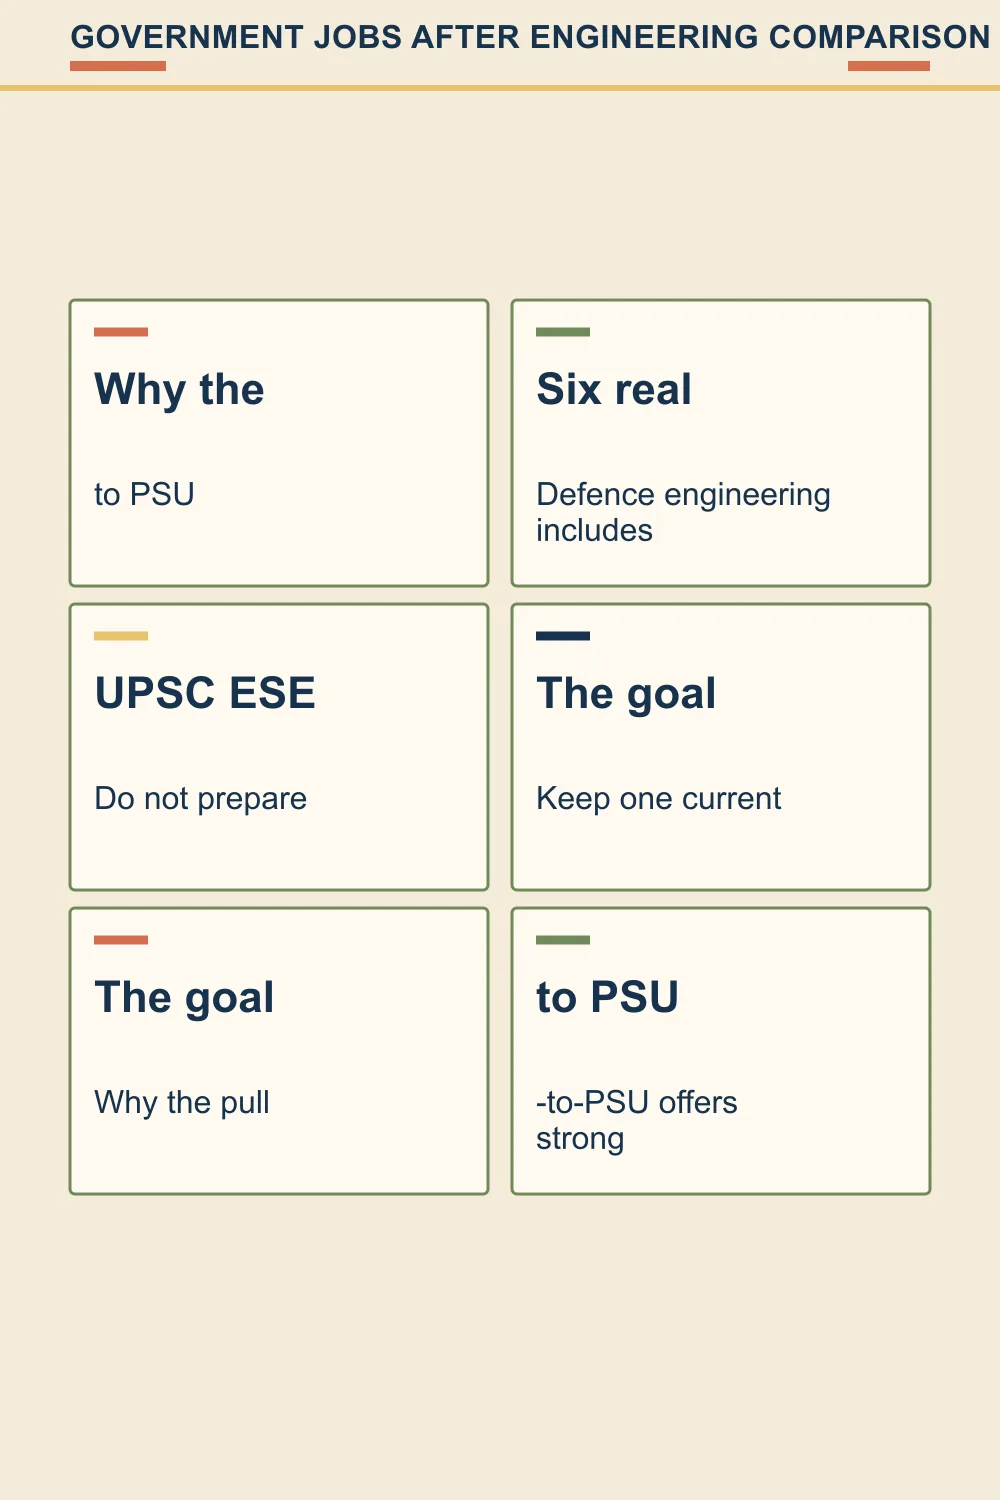 GOVERNMENT JOBS AFTER ENGINEERING COMPARISON
Why the
to PSU
Six real
Defence engineering
includes
UPSC ESE
Do not prepare
The goal
Keep one current
The goal
Why the pull
to PSU
-to-PSU offers
strong